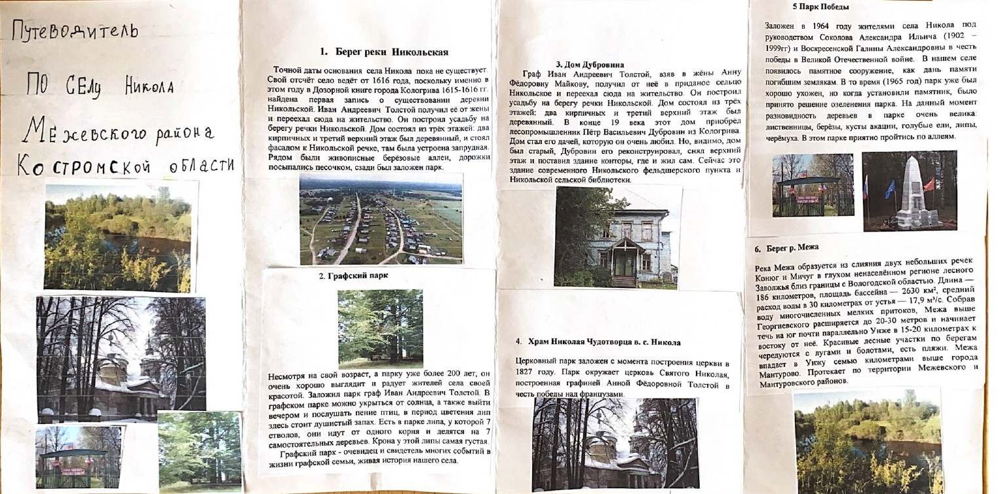 Путеводитель
По селу Никола
Межевского района
Костромской области
1. Берег реки Никольская
Точной даты основания села Никола пока не существует.
Свой отсчёт село ведёт от 1616 года, поскольку именно в
этом году в Дозорной книге города Кологрива 1615-1616 гг.
найдена первая запись о существовании деревни
Никольской. Иван Андреевич Толстой получил её от жены
и переехал сюда на жительство. Он построил усадьбу на
берегу речки Никольской. Дом состоял из трёх этажей: два
кирпичных и третий верхний этаж был деревянный, и стоял
фасадом к Никольской речке, там была устроена запрудная.
Рядом были живописные берёзовые аллеи, дорожки
посыпались песочком, сзади был заложен парк.
2. Графский парк
Несмотря на свой возраст, а парку уже более 200 лет, он
очень хорошо выглядит и радует жителей села своей
красотой. Заложил парк граф Иван Андреевич Толстой. В
графском парке можно укрыться от солнца, а также выйти
вечером и послушать пение птиц, в период цветения лип
здесь стоит душистый запах. Есть в парке липа, у которой 7
стволов, они идут от одного корня и делятся на 7
самостоятельных деревьев. Крона у этой липы самая густая.
Графский парк - очевидец и свидетель многих событий в
жизни графской семьи, живая история нашего села.
3. Дом Дубровина
Граф Иван Андреевич Толстой, взяв в жёны Анну
Фёдоровну Майкову, получил от неё в приданое сельцо
Никольское и переехал сюда на жительство. Он построил
усадьбу на берегу речки Никольской. Дом состоял из трёх
этажей: два кирпичных и третий верхний этаж был
деревянный. В конце 19 века этот дом приобрёл
лесопромышленник Пётр Васильевич Дубровин из Кологрива.
Дом стал его дачей, которую он очень любил. Но, видимо, дом
был старый, Дубровин его реконструировал, снял верхний
этаж и поставил здание конторы, где и жил сам. Сейчас это
здание современного Никольского фельдшерского пункта и
Никольской сельской библиотеки.
4. Храм Николая Чудотворца в. с. Никола
Церковный парк заложен с момента построения церкви в
1827 году. Парк окружает церковь Святого Николая,
построенная графиней Анной Фёдоровной Толстой в
честь победы над французами.
5 Парк Победы
Заложен в 1964 году жителями села Никола под
руководством Соколова Александра Ильича (1902 –
1999гг) и Воскресенской Галины Александровны в честь
победы в Великой Отечественной войне. В нашем селе
появилось памятное сооружение, как дань памяти
погибшим землякам. В то время (1965 год) парк уже был
хорошо ухожен, но когда установили памятник, было
принято решение озеленения парка. На данный момент
разновидность деревьев в парке очень велика:
лиственницы, берёзы, кусты акации, голубые ели, липы,
черёмуха. В этом парке приятно пройтись по аллеям.
6. Берег р. Межа
Река Межа образуется из слияния двух небольших речек
Конюг и Мичуг в глухом ненаселённом регионе лесного
Заволжья близ границы с Вологодской областью. Длина —
186 километров, площадь бассейна — 2630 км², средний
расход воды в 30 километрах от устья — 17,9 м³/с. Собрав
воду многочисленных мелких притоков, Межа выше
Георгиевского расширяется до 20-30 метров и начинает
течь на юг почти параллельно Унже в 15-20 километрах к
востоку от неё. Красивые лесные участки по берегам
чередуются с лугами и болотами, есть пляжи. Межа
впадает в Унжу семью километрами выше города
Мантурово. Протекает по территории Межевского и
Мантуровского районов.